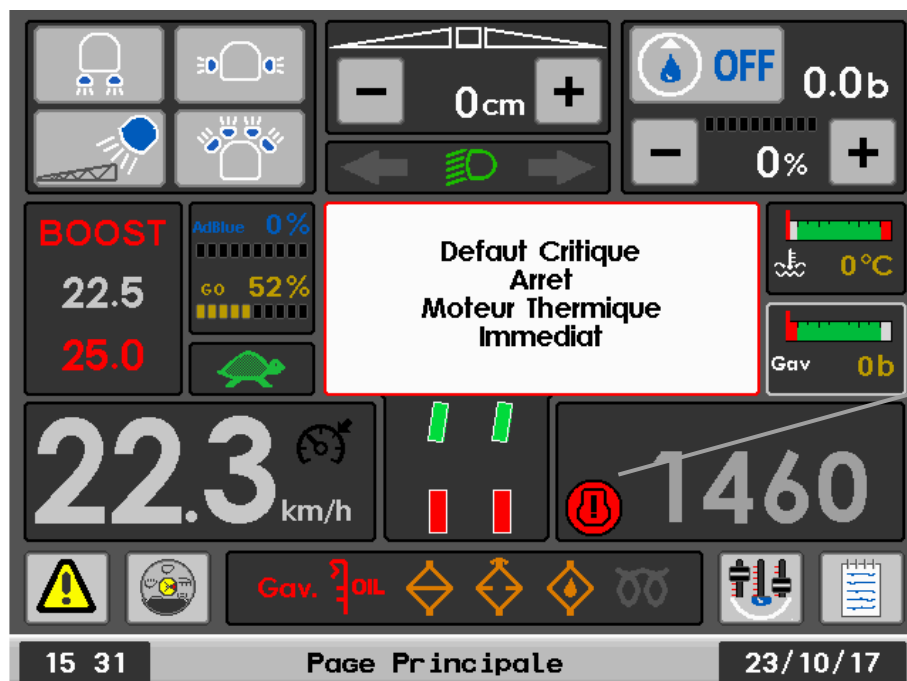 0cm
OFF
0.0b
0%
BOOST
22.5
25.0
AdBlue 0%
GO 52%
Defaut Critique
Arret
Moteur Thermique
Immediat
0°C
Gav 0b
22.3 km/h
1460
Gav. OIL
15 31
Page Principale
23/10/17